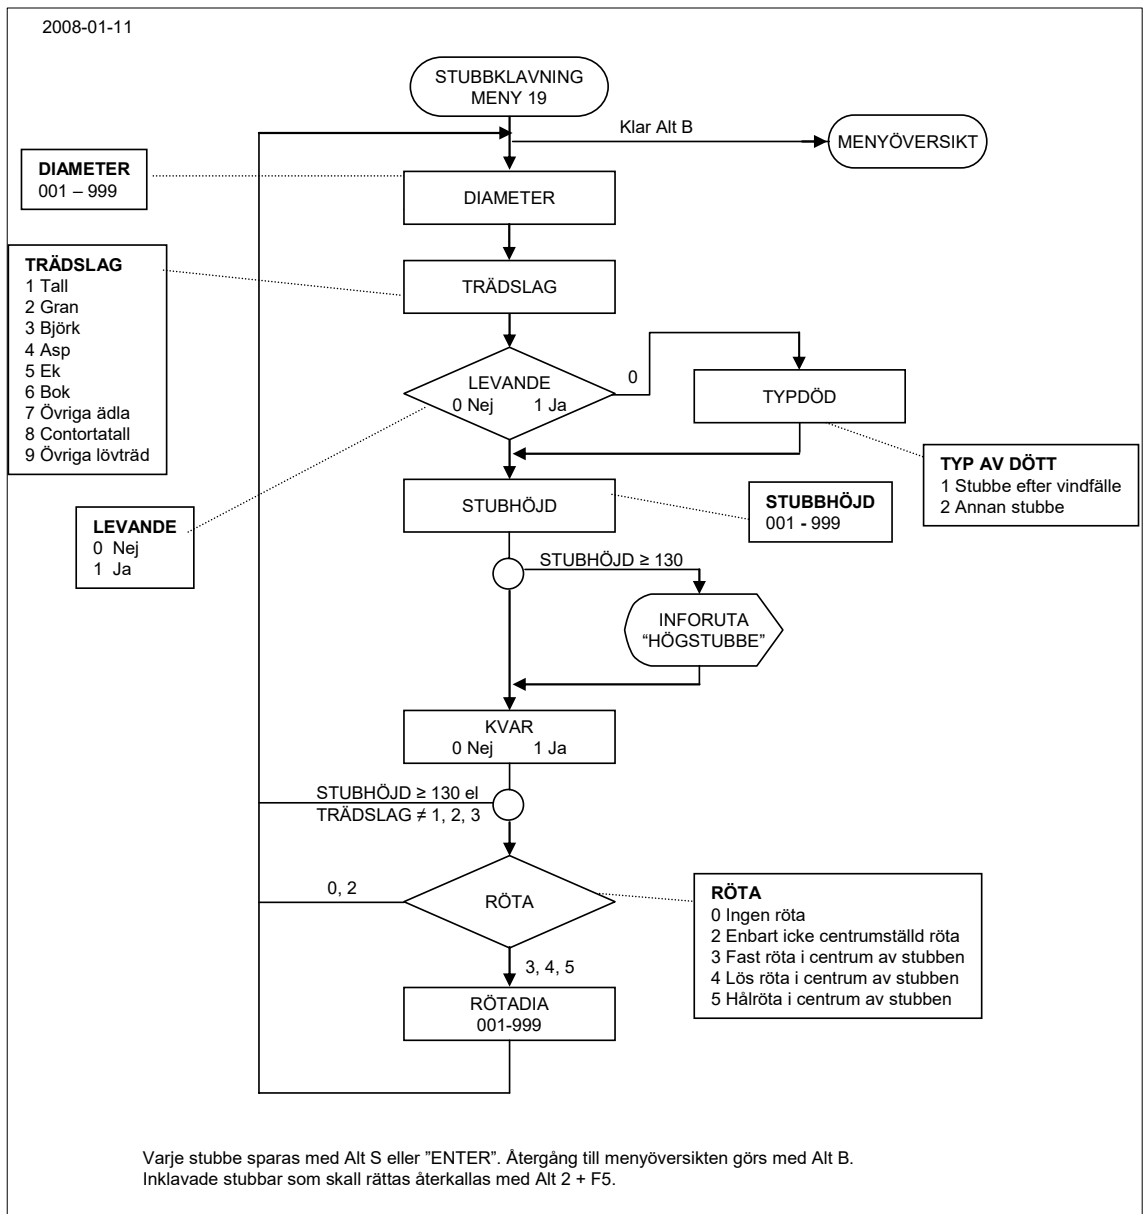 2008-01-11
STUBBKLAVNING
MENY 19
Klar Alt B
MENYÖVERSIKT
DIAMETER
001 – 999
DIAMETER
TRÄDSLAG
1 Tall
2 Gran
3 Björk
4 Asp
5 Ek
6 Bok
7 Övriga ädla
8 Contortatall
9 Övriga lövträd
TRÄDSLAG
LEVANDE
0 Nej 1 Ja
0
TYPDÖD
TYP AV DÖTT
1 Stubbe efter vindfälle
2 Annan stubbe
LEVANDE
0 Nej
1 Ja
STUBHÖJD
STUBBHÖJD
001 - 999
STUBHÖJD ≥ 130
INFORUTA
“HÖGSTUBBE”
KVAR
0 Nej 1 Ja
STUBHÖJD ≥ 130 el
TRÄDSLAG ≠ 1, 2, 3
0, 2
RÖTA
RÖTA
0 Ingen röta
2 Enbart icke centrumställd röta
3 Fast röta i centrum av stubben
4 Lös röta i centrum av stubben
5 Hålröta i centrum av stubben
3, 4, 5
RÖTADIA
001-999
Varje stubbe sparas med Alt S eller ”ENTER”. Återgång till menyöversikten görs med Alt B.
Inklavade stubbar som skall rättas återkallas med Alt 2 + F5.